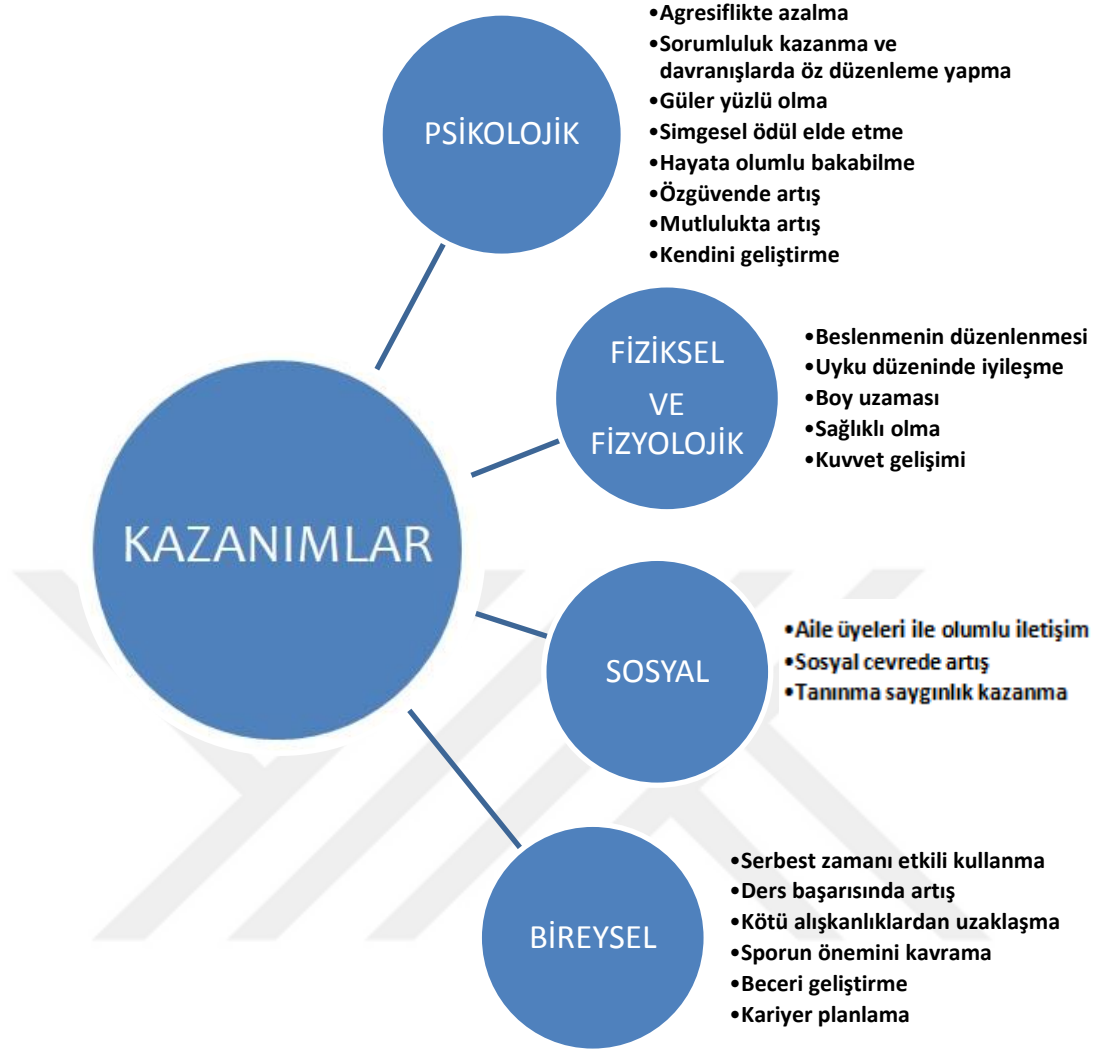 PSİKOLOJİK
•Agresiflikte azalma
•Sorumluluk kazanma ve
davranışlarda öz düzenleme yapma
•Güler yüzlü olma
•Simgesel ödül elde etme
•Hayata olumlu bakabilme
•Özgüvende artış
•Mutlulukta artış
•Kendini geliştirme
FİZİKSEL
VE
FİZYOLOJİK
•Beslenmenin düzenlenmesi
•Uyku düzeninde iyileşme
•Boy uzaması
•Sağlıklı olma
•Kuvvet gelişimi
KAZANIMLAR
SOSYAL
•Aile üyeleri ile olumlu iletişim
•Sosyal cevrede artış
•Tanınma saygınlık kazanma
BİREYSEL
•Serbest zamanı etkili kullanma
•Ders başarısında artış
•Kötü alışkanlıklardan uzaklaşma
•Sporun önemini kavrama
•Beceri geliştirme
•Kariyer planlama